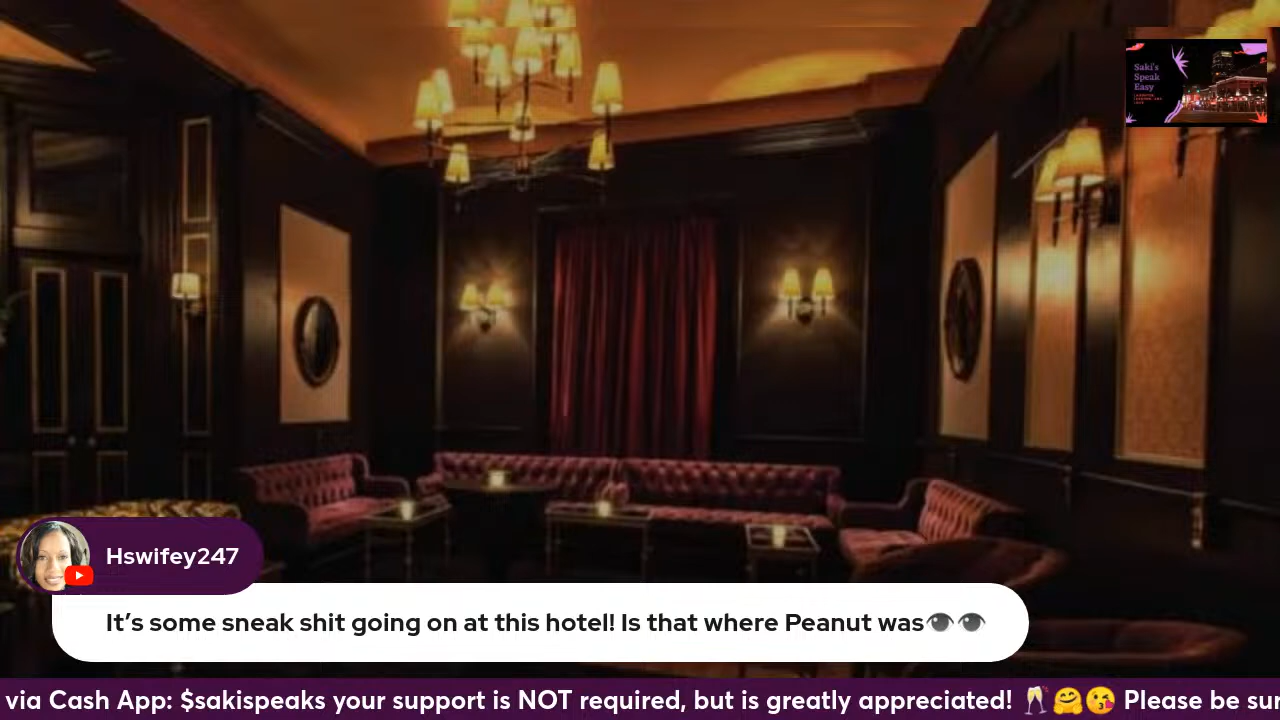 Saki's
Speak
Easy
Hswifey247
It’s some sneak shit going on at this hotel! Is that where Peanut was👁️👁️
via Cash App: $sakispeaks your support is NOT required, but is greatly appreciated! 🥂🤗😘 Please be sur